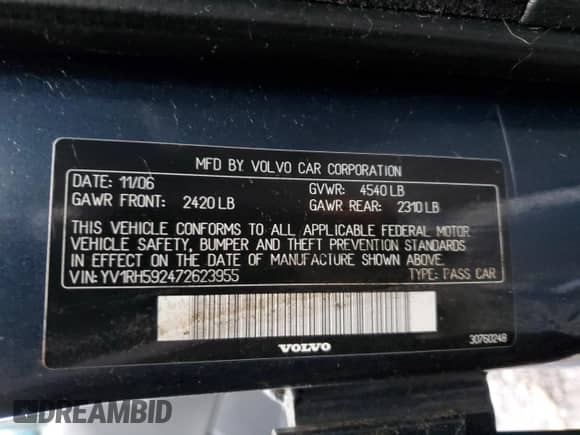 MFD BY VOLVO CAR CORPORATION
DATE: 11/06 GVWR: 4540 LB
GAWR FRONT: 2420 LB GAWR REAR: 2310 LB
THIS VEHICLE CONFORMS TO ALL APPLICABLE FEDERAL MOTOR
VEHICLE SAFETY, BUMPER AND THEFT PREVENTION STANDARDS
IN EFFECT ON THE DATE OF MANUFACTURE SHOWN ABOVE.
VIN: YV1RH592472623955 TYPE: PASS CAR
VOLVO 30760248
DREAMBID